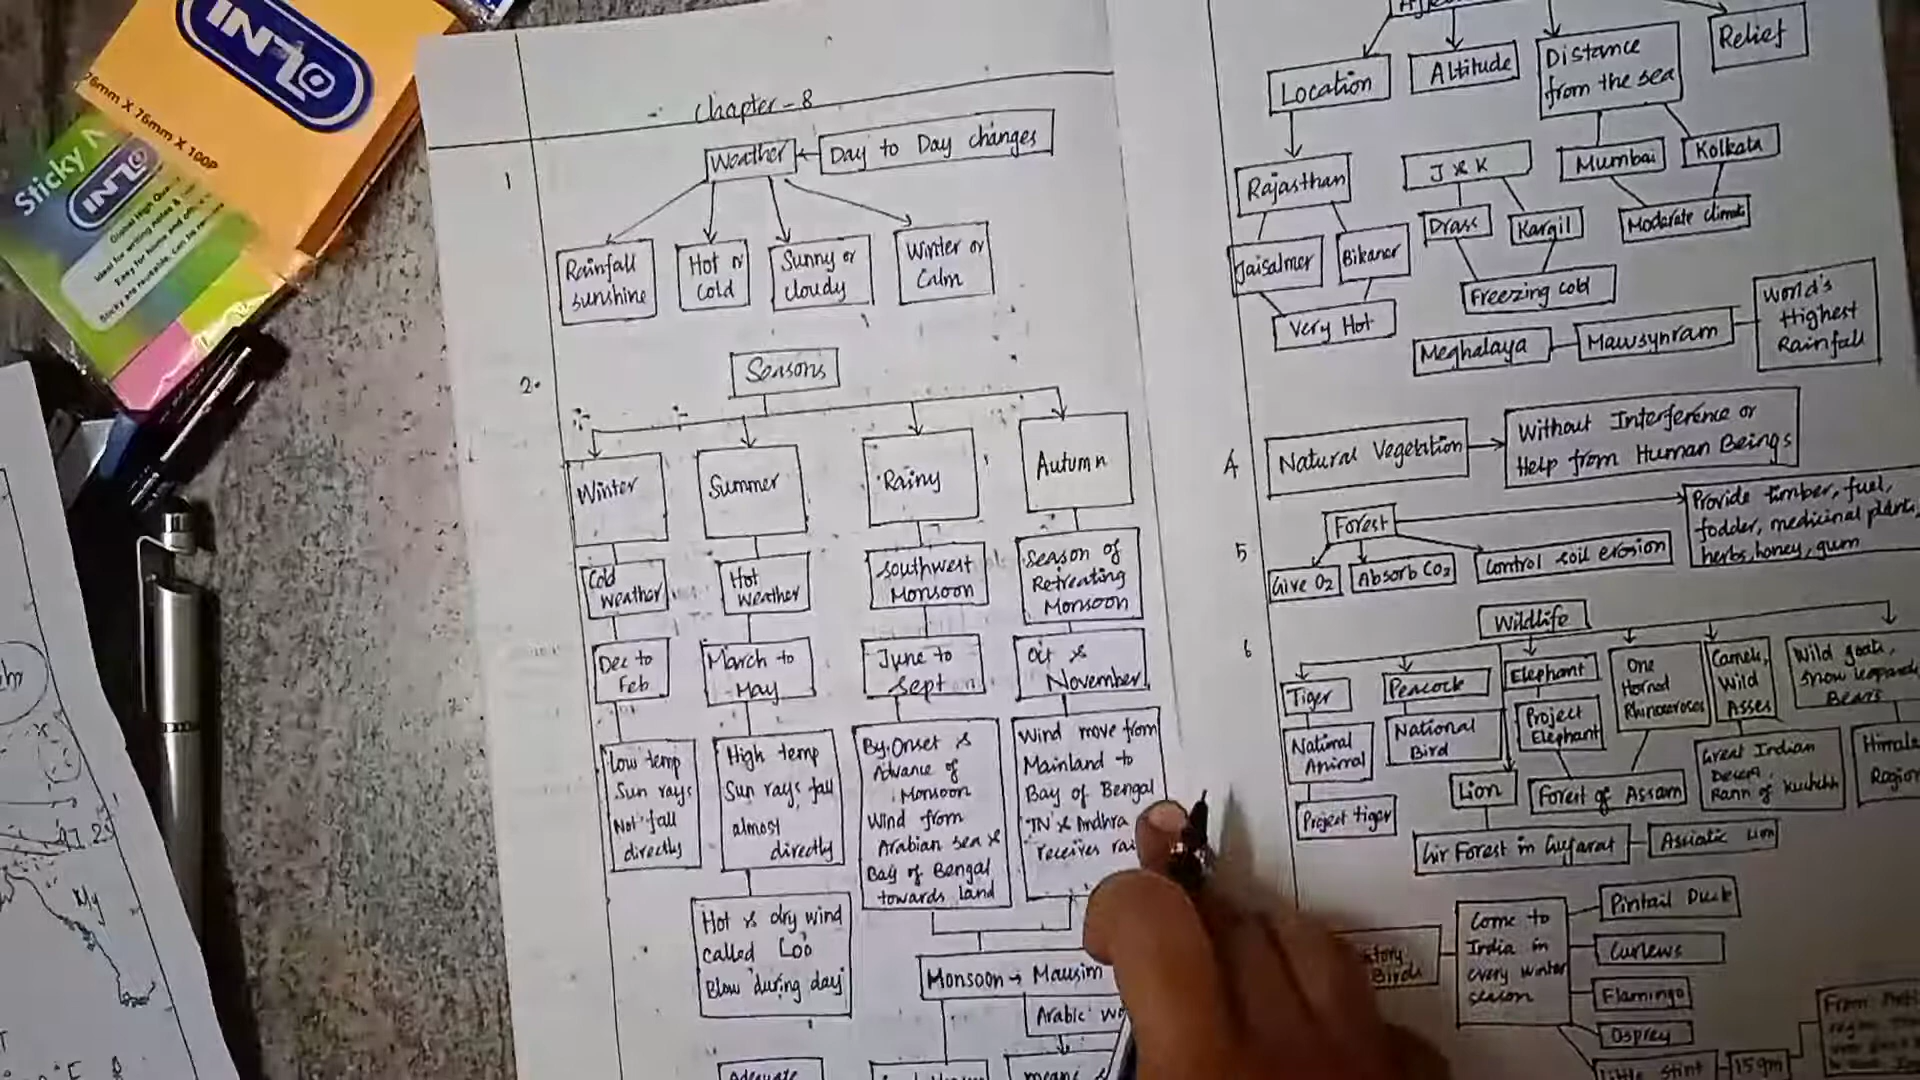 76mm X 76mm X 100P
Sticky
Chapter - 8
1
Weather
Day to Day changes
Rainfall
sunshine
Hot or
cold
Sunny or
cloudy
Winter or
Calm
2.
Seasons
Winter
Summer
Rainy
Autumn
Cold
Weather
Hot
Weather
Southwest
Monsoon
Season of
Retreating
Monsoon
Dec to
Feb
March to
May
June to
Sept
Oct &
November
Low temp
Sun rays
Not fall
directly
High temp
Sun rays fall
almost
directly
By Onset &
Advance of
Monsoon
Wind from
Arabian sea &
Bay of Bengal
towards land
Wind move from
Mainland to
Bay of Bengal
TN & Andhra
receives
Hot & dry wind
called Loo
Blow during day
Monsoon → Mausim
Arabic
Adequate
means
Location
Altitude
Distance
from the sea
Relief
Rajasthan
J & K
Mumbai
Kolkata
Jaisalmer
Bikaner
Drass
Kargil
Moderate climate
Very Hot
Freezing cold
Meghalaya
Mawsynram
World's
Highest
Rainfall
4
Natural Vegetation
Without Interference or
Help from Human Beings
5
Forest
Provide timber, fuel,
fodder, medicinal plants,
herbs, honey, gum
Give O2
Absorb CO2
Control soil erosion
6
Wildlife
Tiger
Peacock
Elephant
One
Horned
Rhinoceroses
Camels,
Wild
Asses
Wild goats,
Snow leopards
Bears
National
Animal
National
Bird
Project
Elephant
Great Indian
Desert,
Rann of Kuchchh
Project tiger
Lion
Forest of Assam
Gir Forest in Gujarat
Asiatic Lion
Birds
Come to
India in
every winter
season
Pintail Duck
Curlews
Flamingo
Osprey
Little Stint
15gm
My